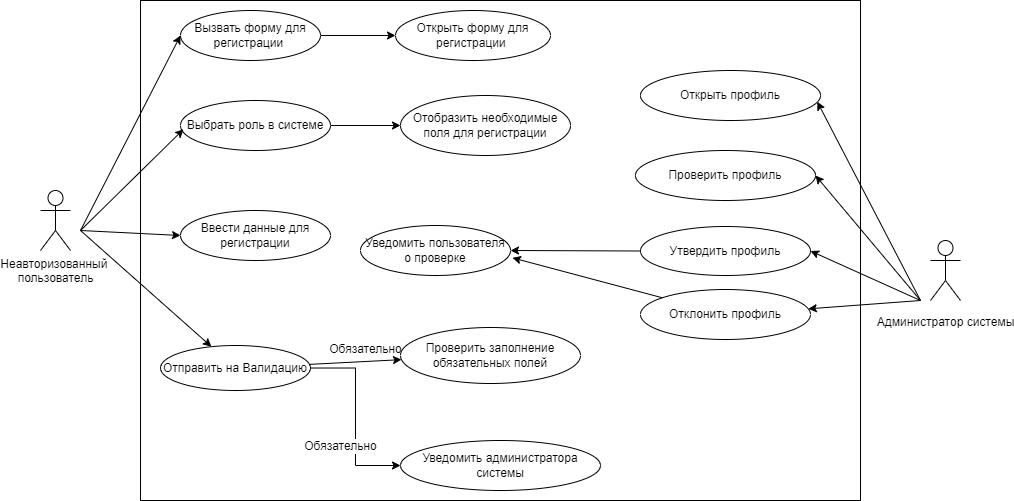 Вызвать форму для
регистрации
Открыть форму для
регистрации
Открыть профиль
Выбрать роль в системе
Отобразить необходимые
поля для регистрации
Проверить профиль
Ввести данные для
регистрации
Уведомить пользователя
о проверке
Утвердить профиль
Неавторизованный
пользователь
Отклонить профиль
Администратор системы
Отправить на Валидацию
Обязательно
Проверить заполнение
обязательных полей
Обязательно
Уведомить администратора
системы